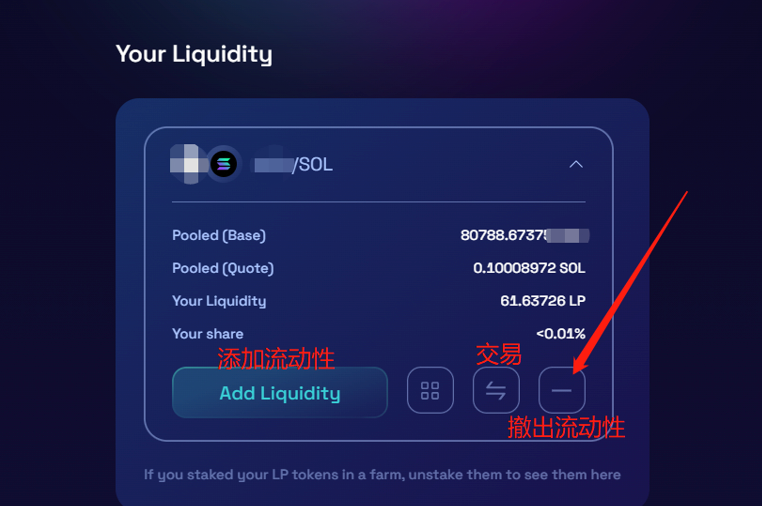 Your Liquidity
/SOL
Pooled (Base) 80788.6737
Pooled (Quote) 0.10008972 SOL
Your Liquidity 61.63726 LP
Your share <0.01%
添加流动性 交易
Add Liquidity
撤出流动性
If you staked your LP tokens in a farm, unstake them to see them here